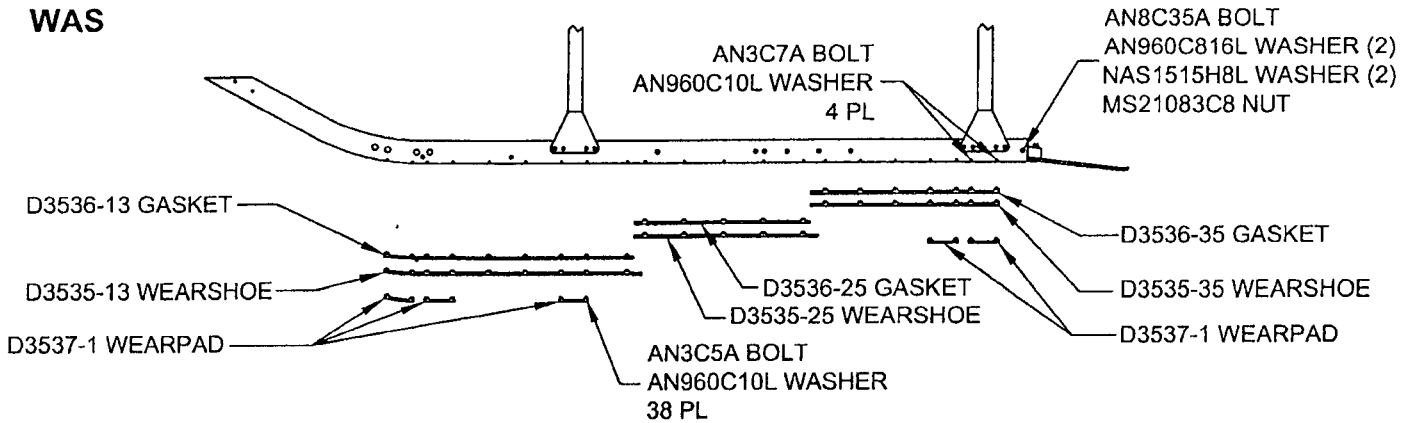 WAS
AN3C7A BOLT
AN960C10L WASHER
4 PL
AN8C35A BOLT
AN960C816L WASHER (2)
NAS1515H8L WASHER (2)
MS21083C8 NUT
D3536-13 GASKET
D3535-13 WEARSHOE
D3537-1 WEARPAD
D3536-25 GASKET
D3535-25 WEARSHOE
AN3C5A BOLT
AN960C10L WASHER
38 PL
D3536-35 GASKET
D3535-35 WEARSHOE
D3537-1 WEARPAD